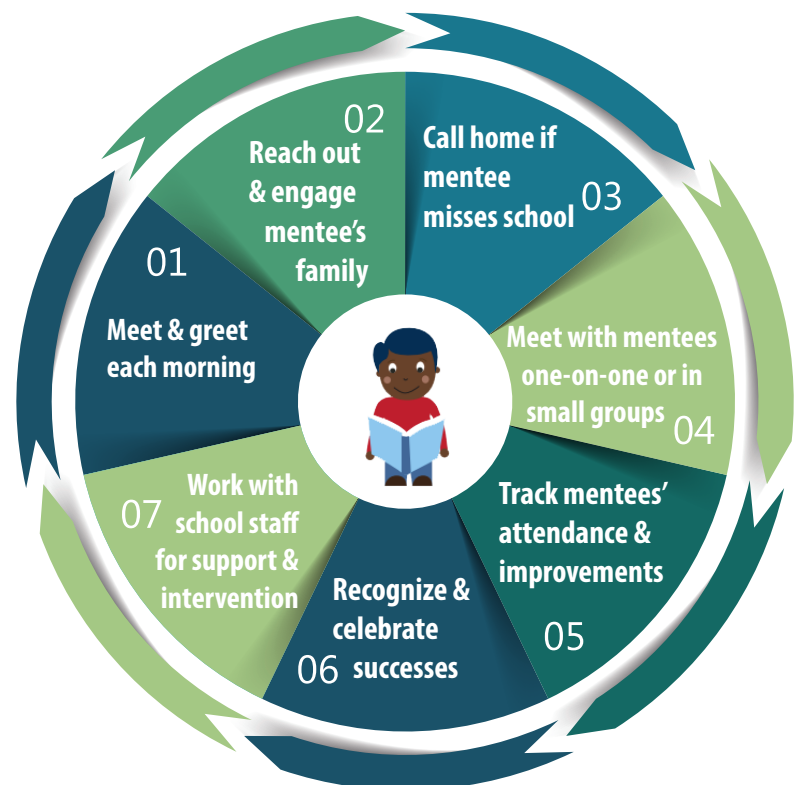 01
Meet & greet
each morning
02
Reach out
& engage
mentee’s
family
Call home if
mentee
misses school
03
Meet with mentees
one-on-one or in
small groups
04
Track mentees’
attendance &
improvements
05
Recognize &
celebrate
successes
06
07
Work with
school staff
for support &
intervention